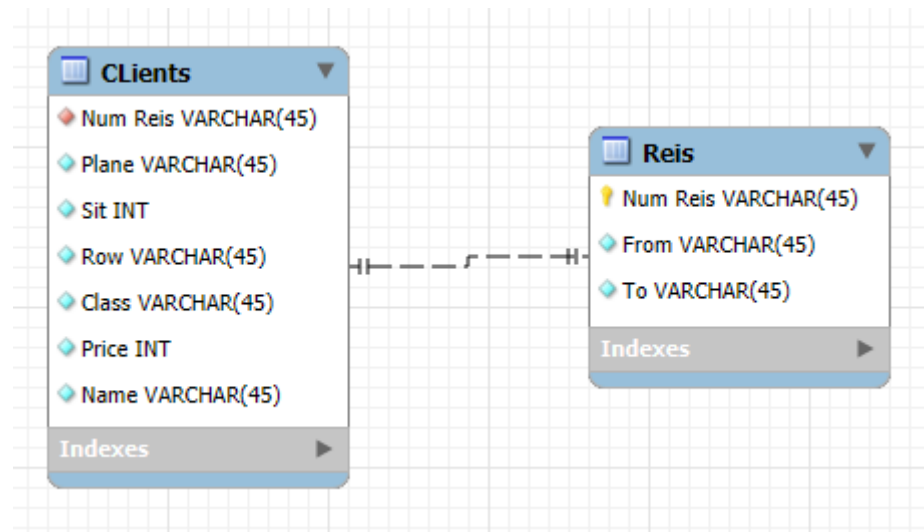 CLients
Num Reis VARCHAR(45)
Plane VARCHAR(45)
Sit INT
Row VARCHAR(45)
Class VARCHAR(45)
Price INT
Name VARCHAR(45)
Indexes
Reis
Num Reis VARCHAR(45)
From VARCHAR(45)
To VARCHAR(45)
Indexes